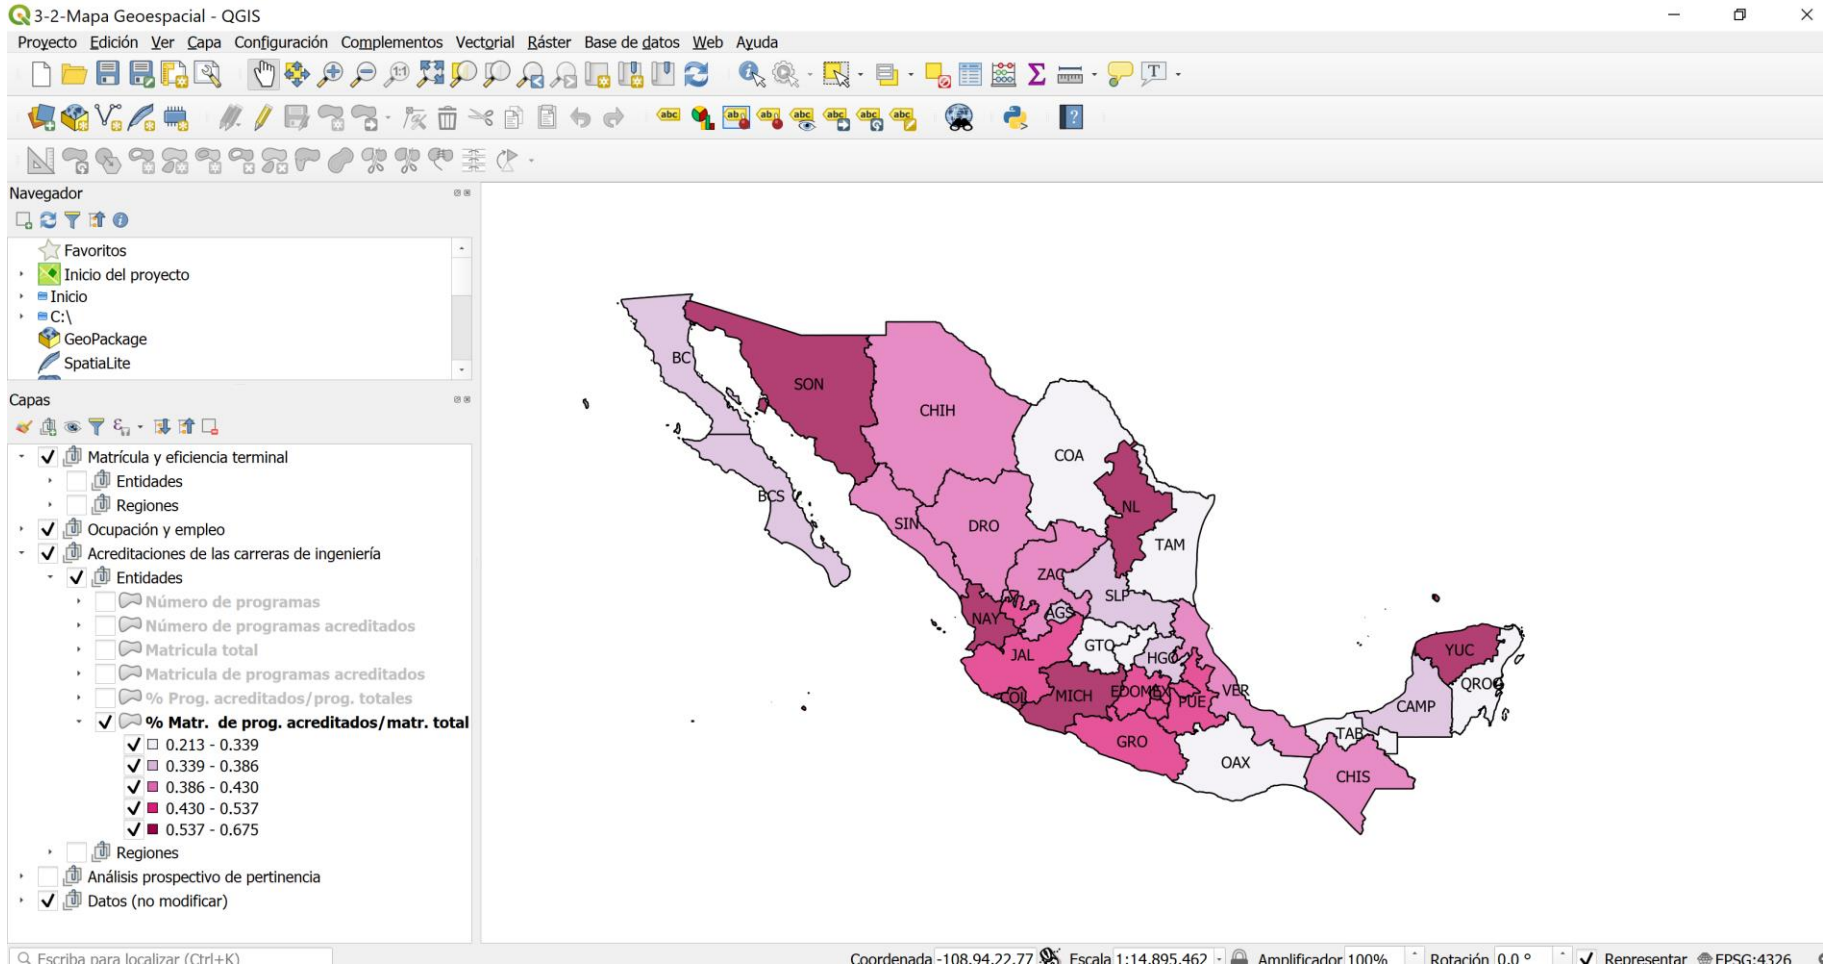 3-2-Mapa Geoespacial - QGIS
Proyecto Edición Ver Capa Configuración Complementos Vectorial Ráster Base de datos Web Ayuda
Navegador
Favoritos
Inicio del proyecto
Inicio
C:\
GeoPackage
SpatiaLite
Capas
Matrícula y eficiencia terminal
Entidades
Regiones
Ocupación y empleo
Acreditaciones de las carreras de ingeniería
Entidades
Número de programas
Número de programas acreditados
Matricula total
Matricula de programas acreditados
% Prog. acreditados/prog. totales
% Matr. de prog. acreditados/matr. total
0.213 - 0.339
0.339 - 0.386
0.386 - 0.430
0.430 - 0.537
0.537 - 0.675
Regiones
Análisis prospectivo de pertinencia
Datos (no modificar)
BC
SON
CHIH
COA
BCS
NL
SIN
DRO
TAM
ZAC
SLP
AGS
NAY
GTO
HGO
JAL
YUC
QROO
COL
MICH
EDOMEX
PUE
VER
CAMP
TAB
GRO
OAX
CHIS
Escriba para localizar (Ctrl+K)
Coordenada -108.94,22.77 Escala 1:14.895.462 Amplificador 100% Rotación 0,0 ° Representar EPSG:4326